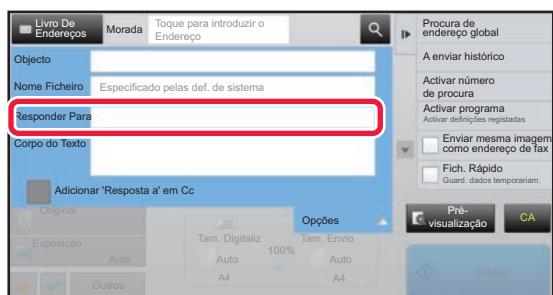 Livro De
Endereços
Morada
Toque para introduzir o
Endereço
Objecto
Nome Ficheiro
Especificado pelas def. de sistema
Responder Para
Corpo do Texto
Adicionar 'Resposta a' em Cc
Opções
Original
Exposição
Auto
Outros
Tam. Digitaliz
Auto
A4
100%
Tam. Envio
Auto
A4
Procura de
endereço global
A enviar histórico
Activar número
de procura
Activar programa
Activar definições registadas
Enviar mesma imagem
como endereço de fax
Fich. Rápido
Guard. dados temporariam.
Pré-
visualização
CA
Iniciar